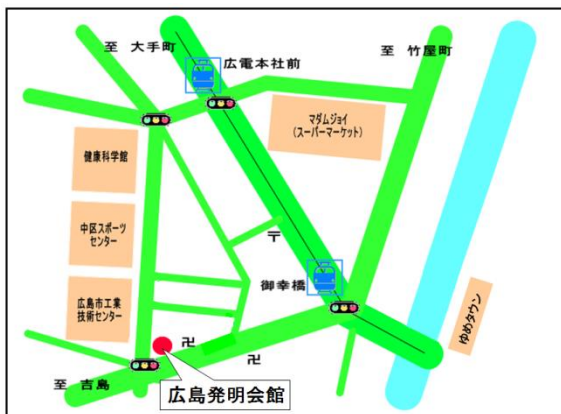 至 大手町
広電本社前
至 竹屋町
マダムジョイ
(スーパーマーケット)
健康科学館
中区スポーツ
センター
〒
御幸橋
広島市工業
技術センター
ゆめタウン
卍
卍
至 吉島
広島発明会館